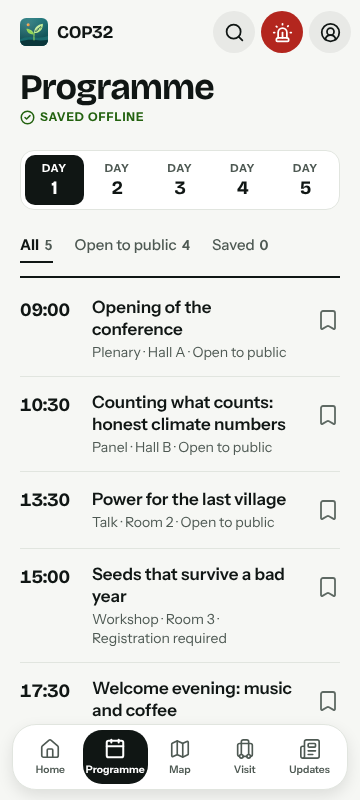 COP32
Programme
SAVED OFFLINE
DAY DAY DAY DAY DAY
1 2 3 4 5
All 5 Open to public 4 Saved 0
09:00 Opening of the
conference
Plenary · Hall A · Open to public
10:30 Counting what counts:
honest climate numbers
Panel · Hall B · Open to public
13:30 Power for the last village
Talk · Room 2 · Open to public
15:00 Seeds that survive a bad
year
Workshop · Room 3 ·
Registration required
17:30 Welcome evening: music
and coffee
Home Programme Map Visit Updates